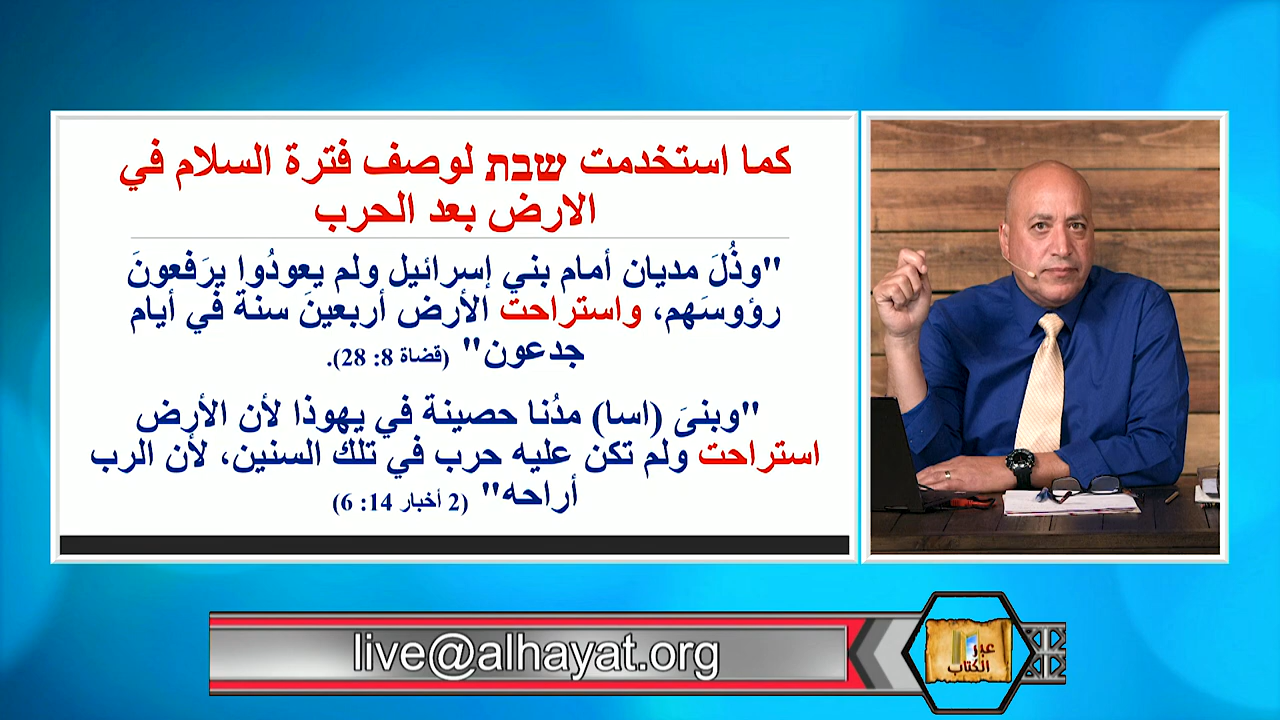 كما استخدمت שבת لوصف فترة السلام في
الارض بعد الحرب
"وذُلَ مديان أمام بني إسرائيل ولم يعودُوا يرَفعونَ
رؤوسَهم، واستراحت الأرض أربعينَ سنة في أيام
جدعون" (قضاة 8: 28).
"وبنىَ (اسا) مدُنا حصينة في يهوذا لأن الأرض
استراحت ولم تكن عليه حرب في تلك السنين، لأن الرب
أراحه" (2 أخبار 14: 6)
live@alhayat.org
عبر
الكتاب